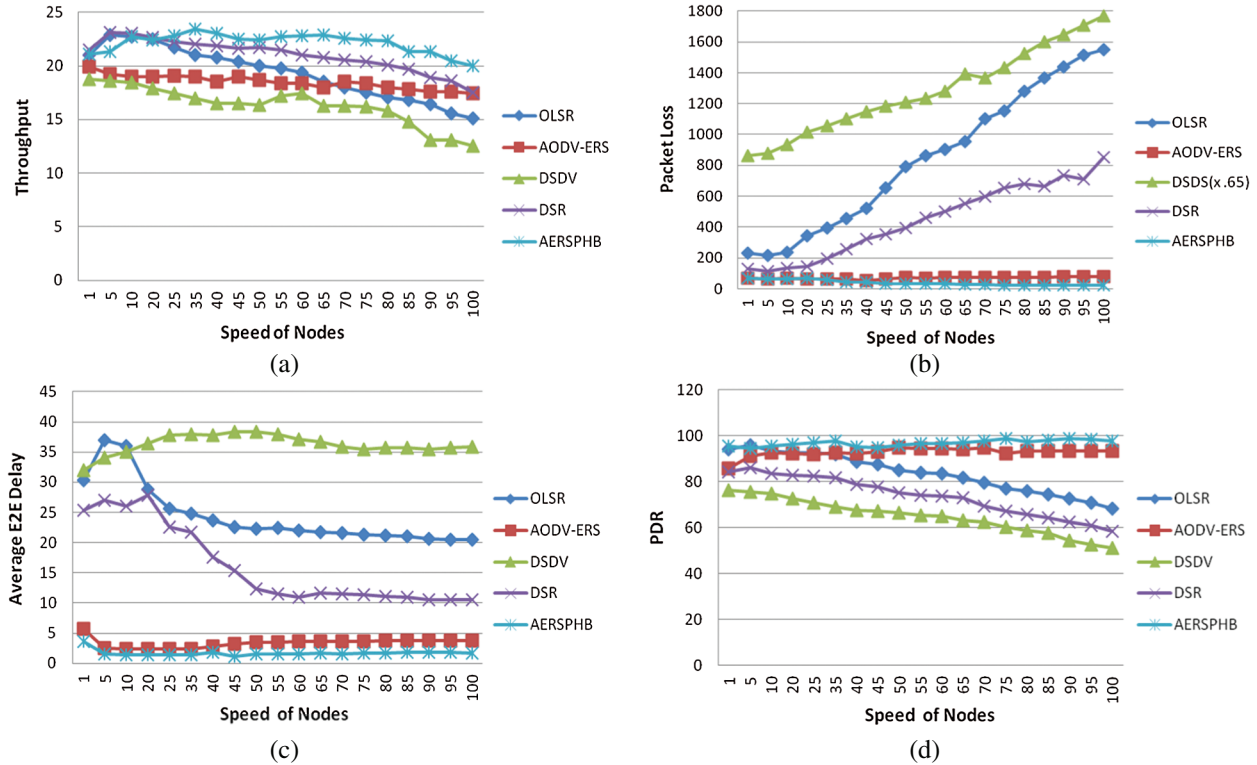 25
20
15
10
5
0
Throughput
1 5 10 20 25 35 40 45 50 55 60 65 70 75 80 85 90 95 100
Speed of Nodes
OLSR
AODV-ERS
DSDV
DSR
AERSPHB
(a)
1800
1600
1400
1200
1000
800
600
400
200
0
Packet Loss
1 5 10 20 25 35 40 45 50 55 60 65 70 75 80 85 90 95 100
Speed of Nodes
OLSR
AODV-ERS
DSDS(x .65)
DSR
AERSPHB
(b)
45
40
35
30
25
20
15
10
5
0
Average E2E Delay
1 5 10 20 25 35 40 45 50 55 60 65 70 75 80 85 90 95 100
Speed of Nodes
OLSR
AODV-ERS
DSDV
DSR
AERSPHB
(c)
120
100
80
60
40
20
0
PDR
1 5 10 20 25 35 40 45 50 55 60 65 70 75 80 85 90 95 100
Speed of Nodes
OLSR
AODV-ERS
DSDV
DSR
AERSPHB
(d)